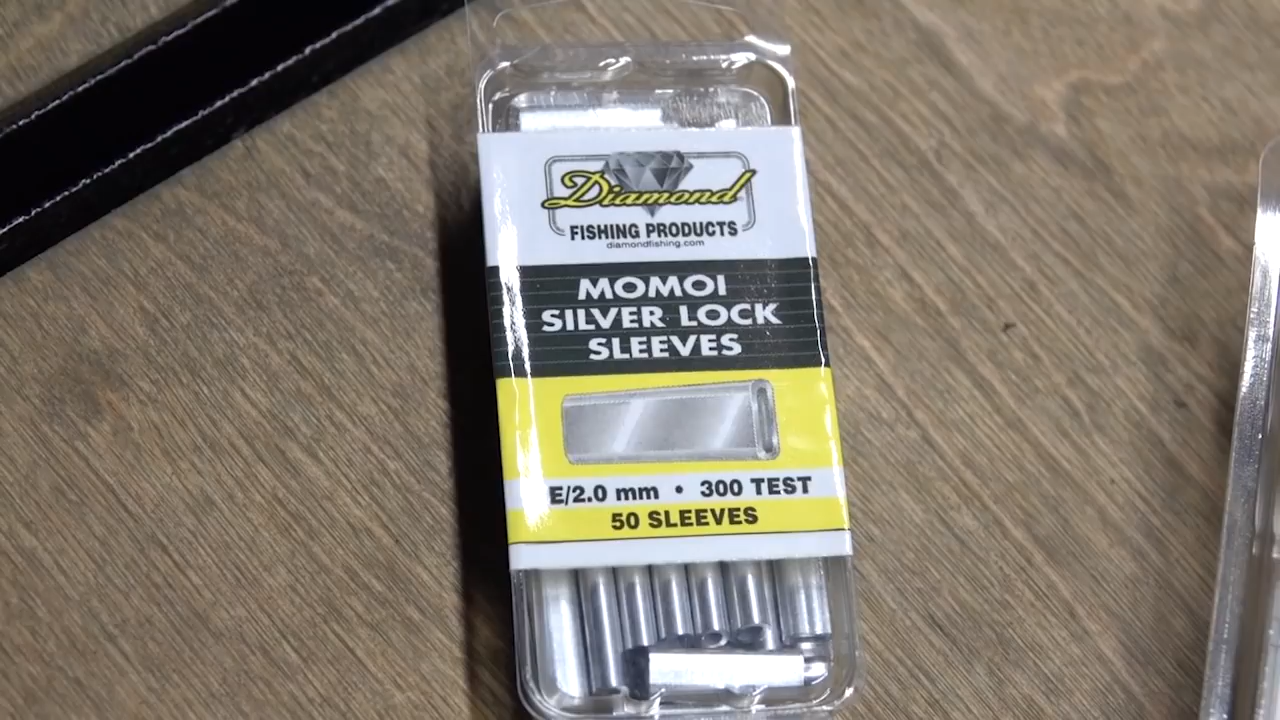 Diamond
FISHING PRODUCTS
diamondfishing.com
MOMOI
SILVER LOCK
SLEEVES
E/2.0 mm • 300 TEST
50 SLEEVES